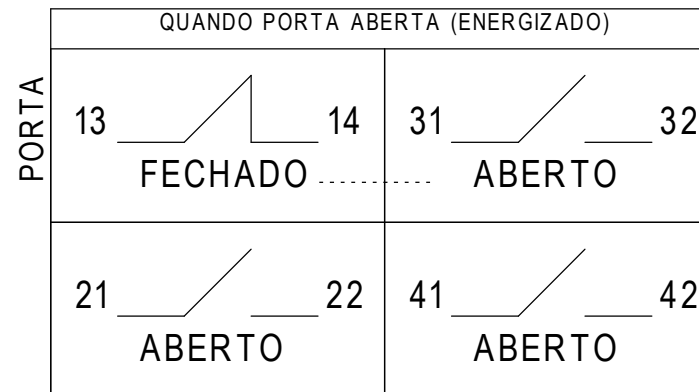 QUANDO PORTA ABERTA (ENERGIZADO)
PORTA
13 14 31 32
FECHADO ABERTO
21 22 41 42
ABERTO ABERTO